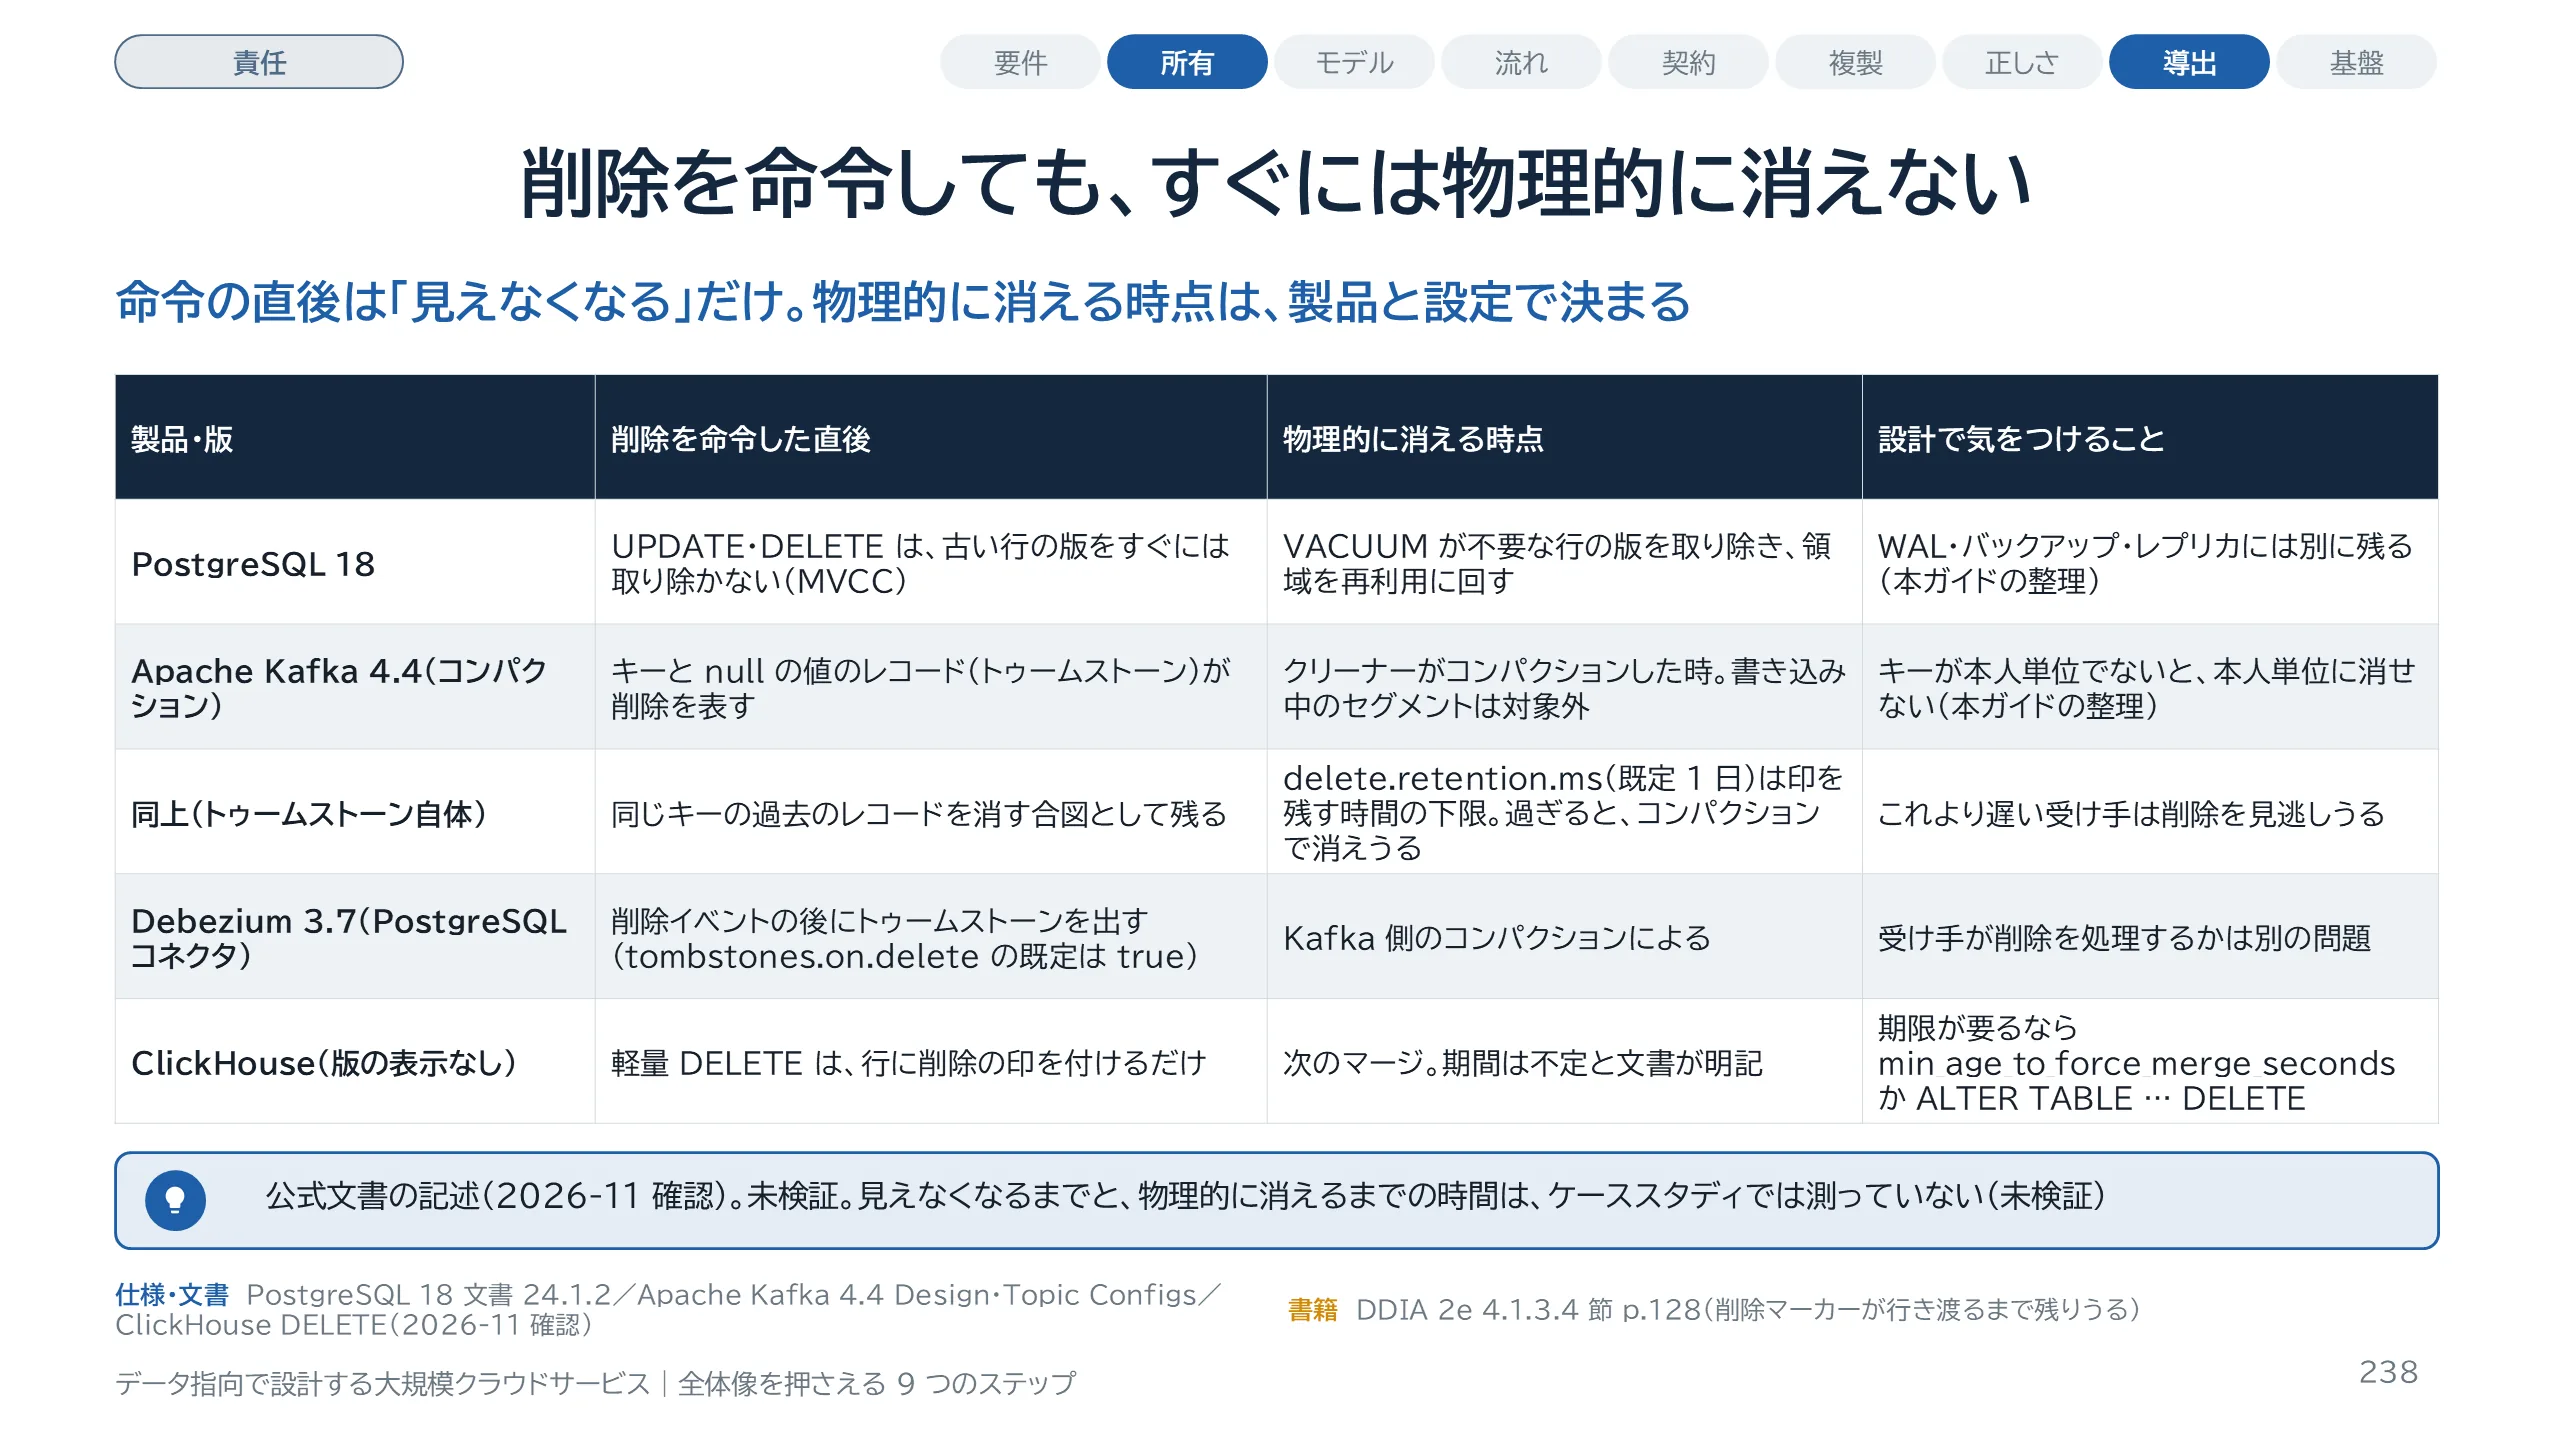 責任
要件
所有
モデル
流れ
契約
複製
正しさ
導出
基盤
削除を命令しても、すぐには物理的に消えない
命令の直後は「見えなくなる」だけ。物理的に消える時点は、製品と設定で決まる
製品・版
削除を命令した直後
物理的に消える時点
設計で気をつけること
PostgreSQL 18
UPDATE・DELETE は、古い行の版をすぐには
取り除かない（MVCC）
VACUUM が不要な行の版を取り除き、領
域を再利用に回す
WAL・バックアップ・レプリカには別に残る
（本ガイドの整理）
Apache Kafka 4.4（コンパク
ション）
キーと null の値のレコード（トゥームストーン）が
削除を表す
クリーナーがコンパクションした時。書き込み
中のセグメントは対象外
キーが本人単位でないと、本人単位に消せ
ない（本ガイドの整理）
同上（トゥームストーン自体）
同じキーの過去のレコードを消す合図として残る
delete.retention.ms（既定 1 日）は印を
残す時間の下限。過ぎると、コンパクション
で消えうる
これより遅い受け手は削除を見逃しうる
Debezium 3.7（PostgreSQL
コネクタ）
削除イベントの後にトゥームストーンを出す
（tombstones.on.delete の既定は true）
Kafka 側のコンパクションによる
受け手が削除を処理するかは別の問題
ClickHouse（版の表示なし）
軽量 DELETE は、行に削除の印を付けるだけ
次のマージ。期間は不定と文書が明記
期限が要るなら
min_age_to_force_merge_seconds
か ALTER TABLE … DELETE
公式文書の記述（2026-11 確認）。未検証。見えなくなるまでと、物理的に消えるまでの時間は、ケーススタディでは測っていない（未検証）
仕様・文書 PostgreSQL 18 文書 24.1.2／Apache Kafka 4.4 Design・Topic Configs／
ClickHouse DELETE（2026-11 確認）
書籍 DDIA 2e 4.1.3.4 節 p.128（削除マーカーが行き渡るまで残りうる）
データ指向で設計する大規模クラウドサービス｜全体像を押さえる 9 つのステップ
238